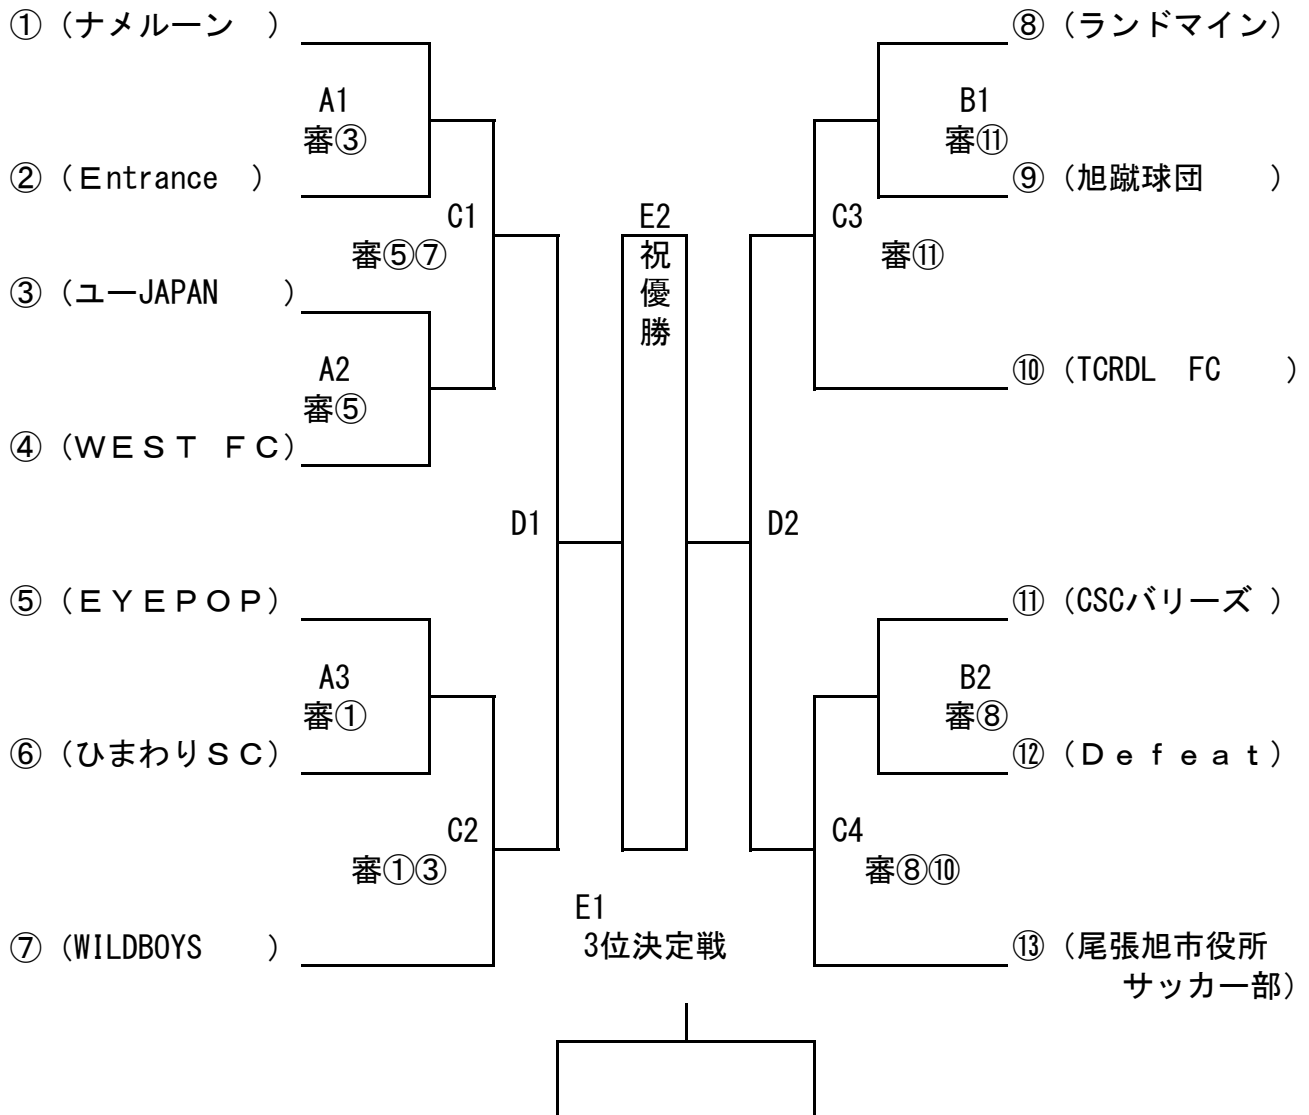 ①（ナメルーン　）
⑧（ランドマイン）
A1
審③
B1
審⑪
②（Ｅntrance　）
⑨（旭蹴球団　　）
C1
審⑤⑦
E2
祝
優
勝
C3
審⑪
③（ユーJAPAN　　）
A2
審⑤
⑩（TCRDL　FC　　）
④（ＷＥＳＴ　ＦＣ）
D1
D2
⑤（ＥＹＥＰＯＰ）
⑪（CSCバリーズ ）
A3
審①
B2
審⑧
⑥（ひまわりＳＣ）
⑫（Ｄｅｆｅａｔ）
C2
審①③
C4
審⑧⑩
E1
3位決定戦
⑦（WILDBOYS　　）
⑬（尾張旭市役所
サッカー部）